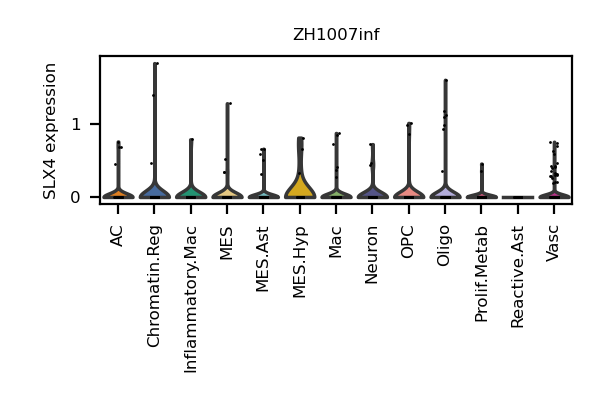 ZH1007inf
SLX4 expression
1
0
AC
Chromatin.Reg
Inflammatory.Mac
MES
MES.Ast
MES.Hyp
Mac
Neuron
OPC
Oligo
Prolif.Metab
Reactive.Ast
Vasc